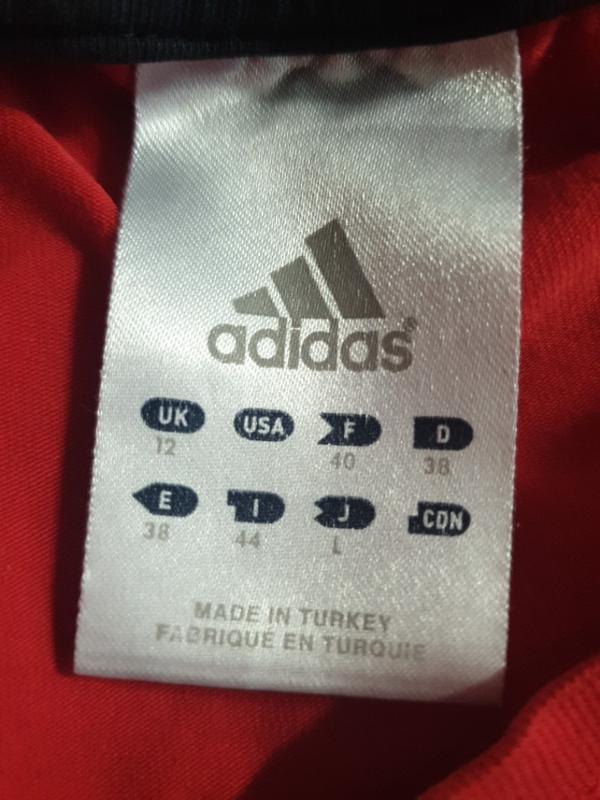 adidas®
UK USA F D
12 40 38
E I J CDN
38 44 L
MADE IN TURKEY
FABRIQUÉ EN TURQUIE